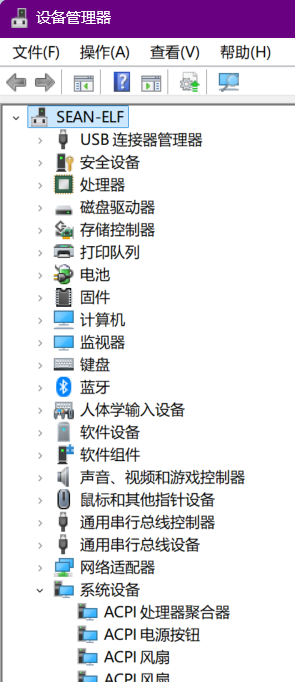 设备管理器
文件(F) 操作(A) 查看(V) 帮助(H)
SEAN-ELF
USB 连接器管理器
安全设备
处理器
磁盘驱动器
存储控制器
打印队列
电池
固件
计算机
监视器
键盘
蓝牙
人体学输入设备
软件设备
软件组件
声音、视频和游戏控制器
鼠标和其他指针设备
通用串行总线控制器
通用串行总线设备
网络适配器
系统设备
ACPI 处理器聚合器
ACPI 电源按钮
ACPI 风扇
ACPI 风扇